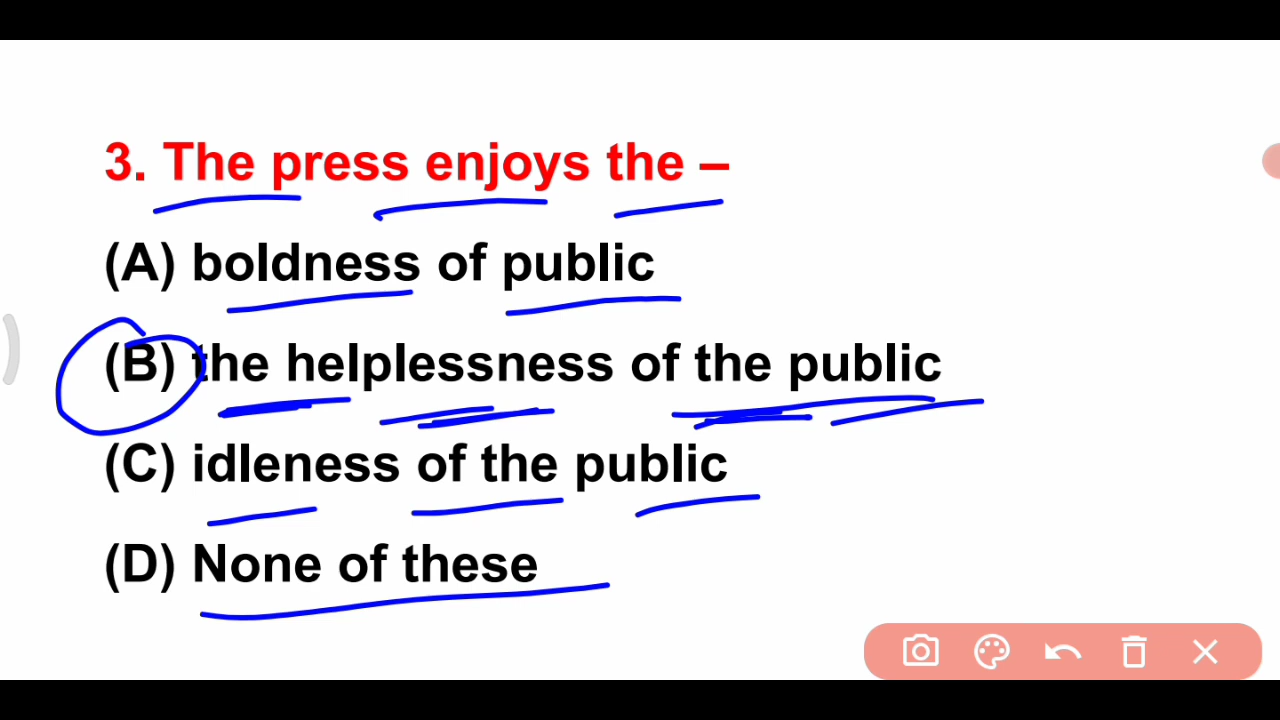 3. The press enjoys the –
(A) boldness of public
(B) the helplessness of the public
(C) idleness of the public
(D) None of these